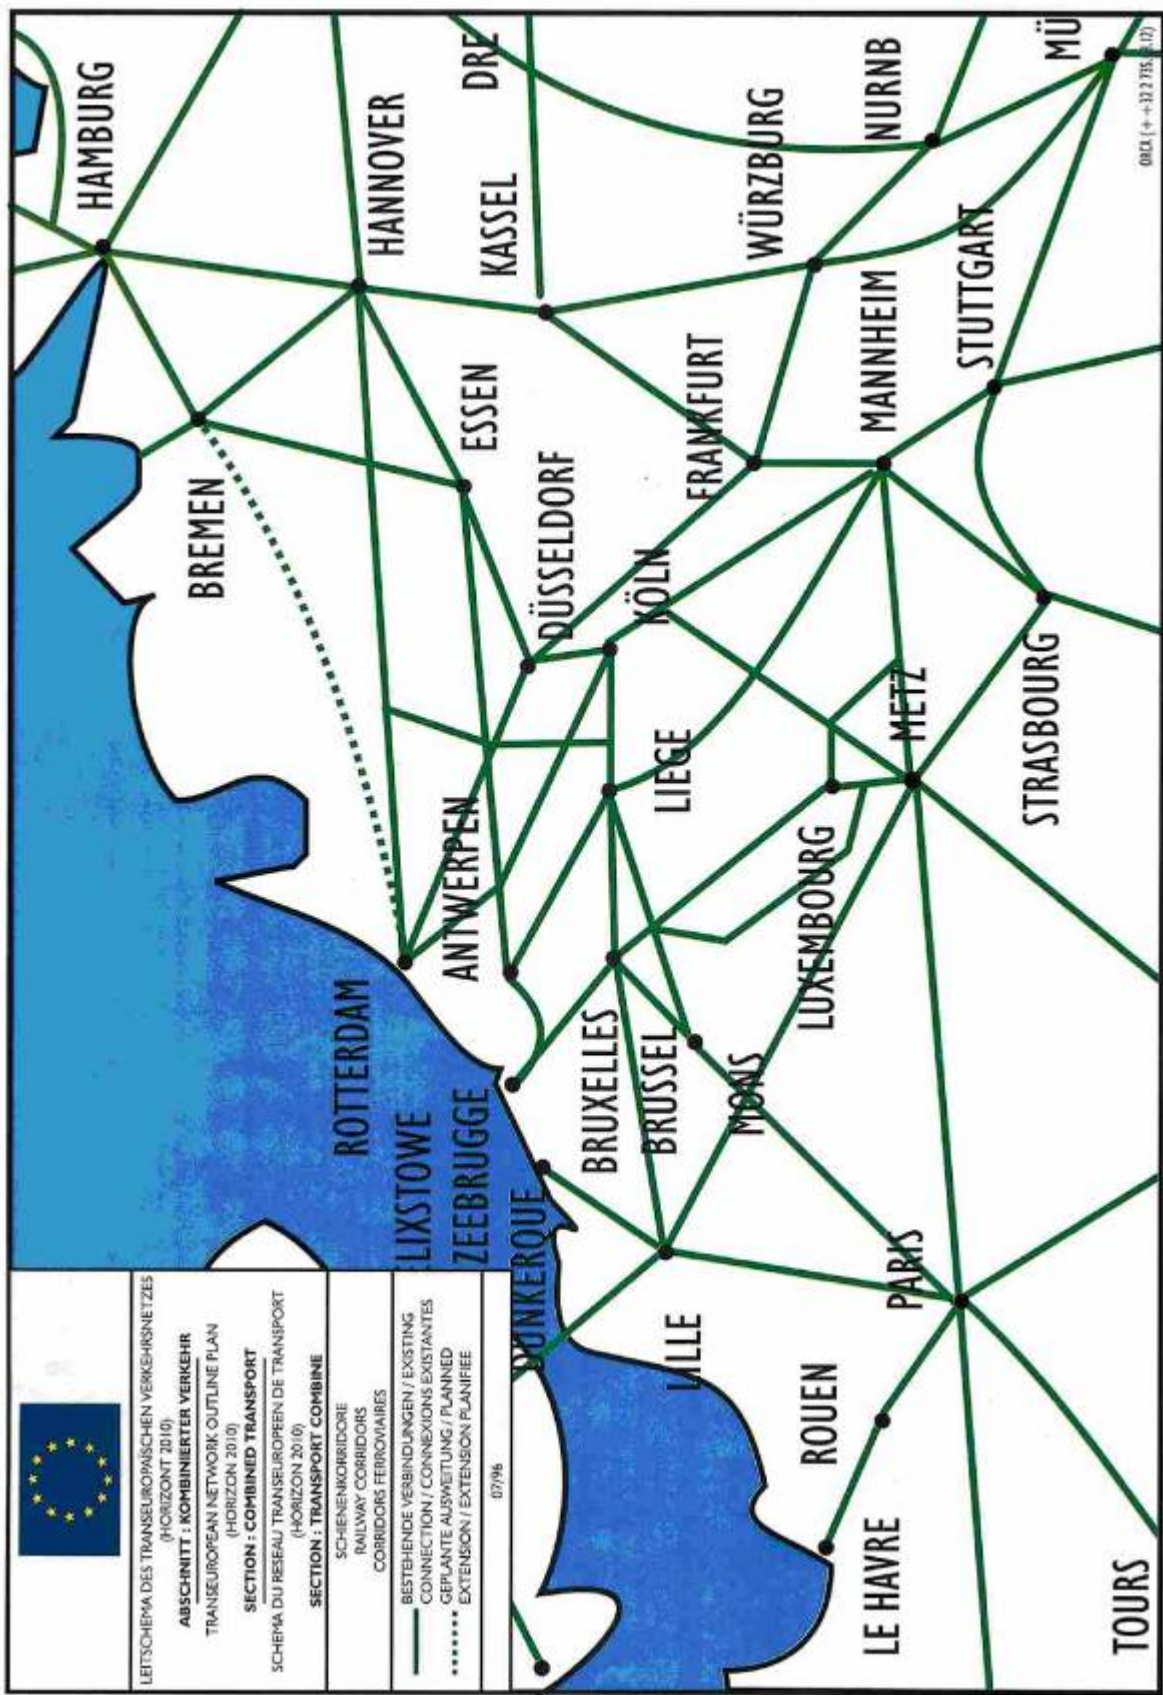 LEITSCHEMA DES TRANSEUROPÄISCHEN VERKEHRSNETZES
(HORIZONT 2010)
ABSCHNITT : KOMBINIERTER VERKEHR
TRANSEUROPEAN NETWORK OUTLINE PLAN
(HORIZON 2010)
SECTION : COMBINED TRANSPORT
SCHEMA DU RESEAU TRANSEUROPEEN DE TRANSPORT
(HORIZON 2010)
SECTION : TRANSPORT COMBINE
SCHIENENKORRIDORE
RAILWAY CORRIDORS
CORRIDORS FERROVIAIRES
BESTEHENDE VERBINDUNGEN / EXISTING
CONNECTION / CONNEXIONS EXISTANTES
GEPLANTE AUSWEITUNG / PLANNED
EXTENSION / EXTENSION PLANIFIEE
07/96
HAMBURG
BREMEN
HANNOVER
DRE
KASSEL
ESSEN
ROTTERDAM
ELIXSTOWE
ZEEBRUGGE
DUNKERQUE
ANTWERPEN
DÜSSELDORF
KÖLN
LIEGE
BRUXELLES
BRUSSEL
MONS
LILLE
FRANKFURT
WÜRZBURG
NURNB
MÜ
MANNHEIM
STUTTGART
LUXEMBOURG
METZ
STRASBOURG
PARIS
ROUEN
LE HAVRE
TOURS